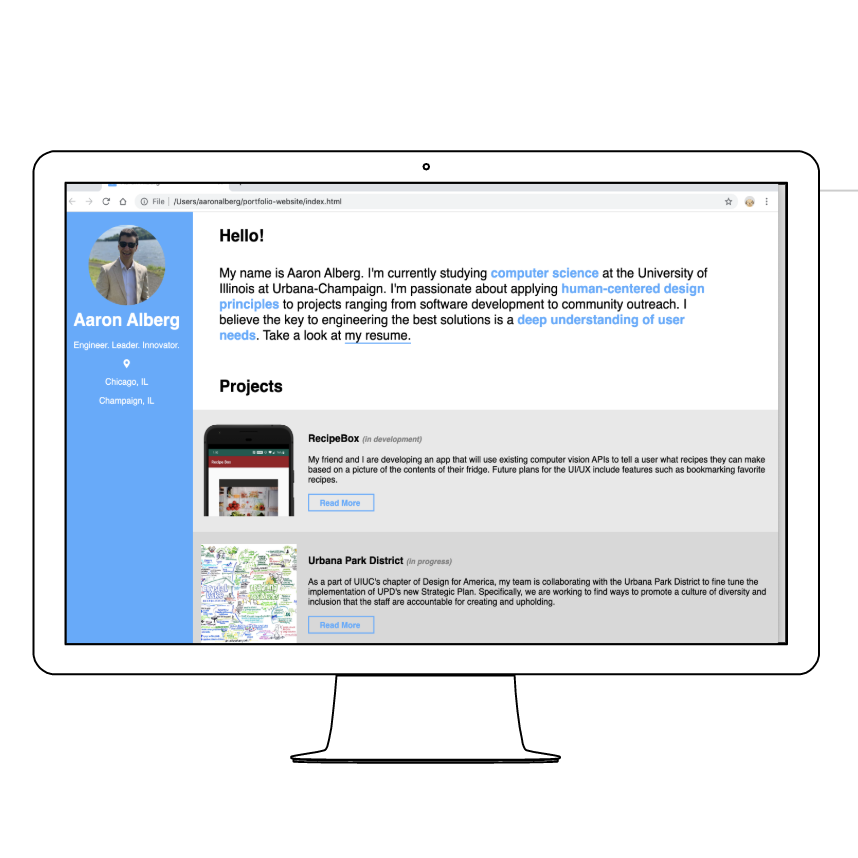 File | /Users/aaronalberg/portfolio-website/index.html
Aaron Alberg
Engineer. Leader. Innovator.
Chicago, IL
Champaign, IL
Hello!
My name is Aaron Alberg. I'm currently studying computer science at the University of
Illinois at Urbana-Champaign. I'm passionate about applying human-centered design
principles to projects ranging from software development to community outreach. I
believe the key to engineering the best solutions is a deep understanding of user
needs. Take a look at my resume.
Projects
Recipe Box
RecipeBox (in development)
My friend and I are developing an app that will use existing computer vision APIs to tell a user what recipes they can make
based on a picture of the contents of their fridge. Future plans for the UI/UX include features such as bookmarking favorite
recipes.
Read More
Urbana Park District (in progress)
As a part of UIUC's chapter of Design for America, my team is collaborating with the Urbana Park District to fine tune the
implementation of UPD's new Strategic Plan. Specifically, we are working to find ways to promote a culture of diversity and
inclusion that the staff are accountable for creating and upholding.
Read More